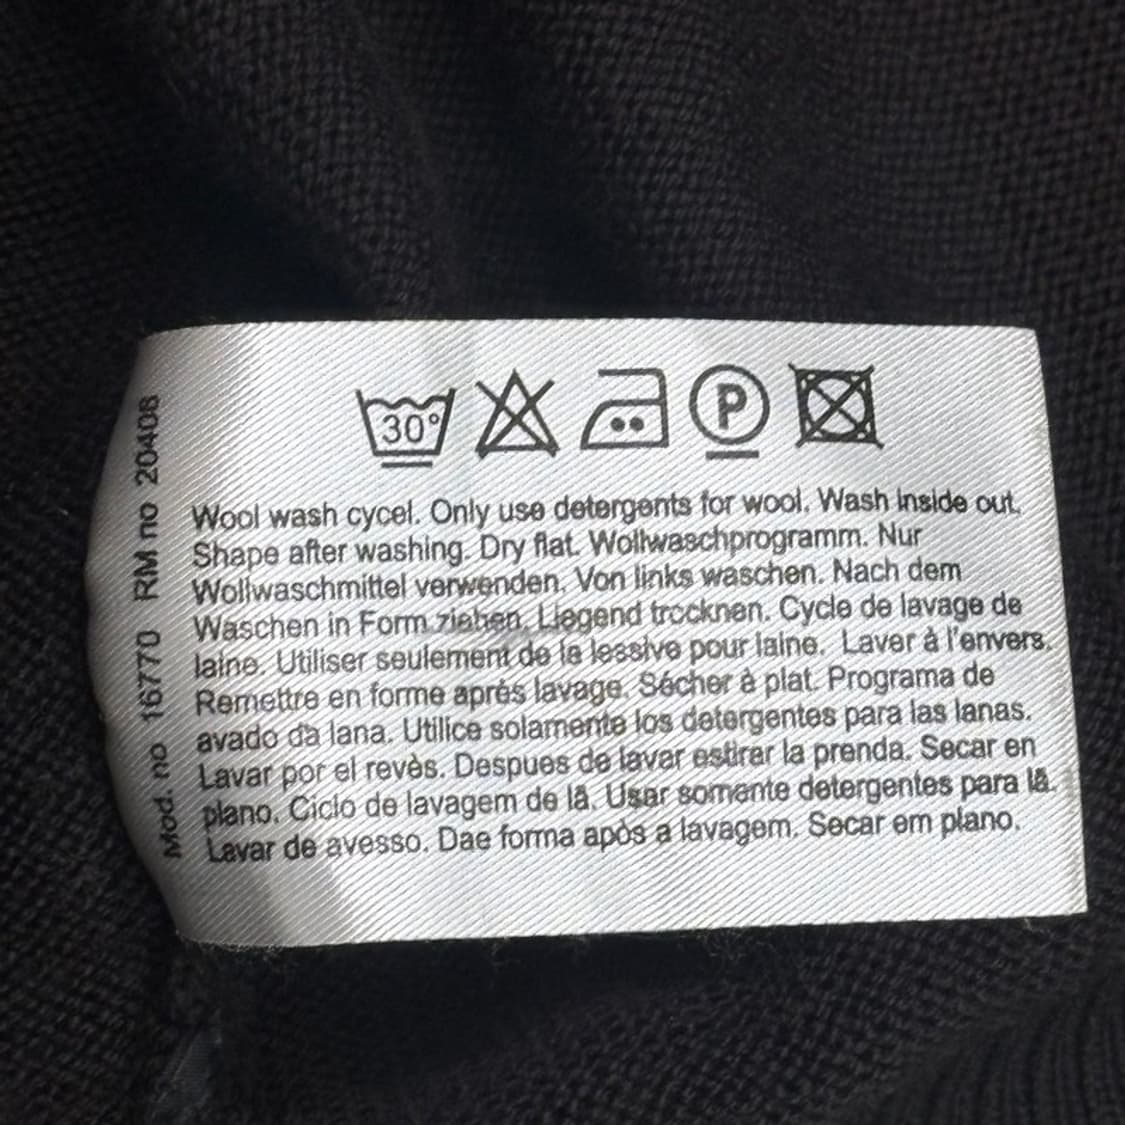 30°
P
Wool wash cycel. Only use detergents for wool. Wash Inside out.
Shape after washing. Dry flat. Wollwaschprogramm. Nur
Wollwaschmittel verwenden. Von links waschen. Nach dem
Waschen in Form ziehen. Liegend trocknen. Cycle de lavage de
laine. Utiliser seulement de la lessive pour laine. Laver à l'envers.
Remettre en forme aprés lavage. Sécher à plat. Programa de
avado da lana. Utilice solamente los detergentes para las lanas.
Lavar por el revès. Despues de lavar estirar la prenda. Secar en
plano. Ciclo de lavagem de lã. Usar somente detergentes para lã.
Lavar de avesso. Dae forma apòs a lavagem. Secar em plano.
Mod. no 16770 RM no 20408